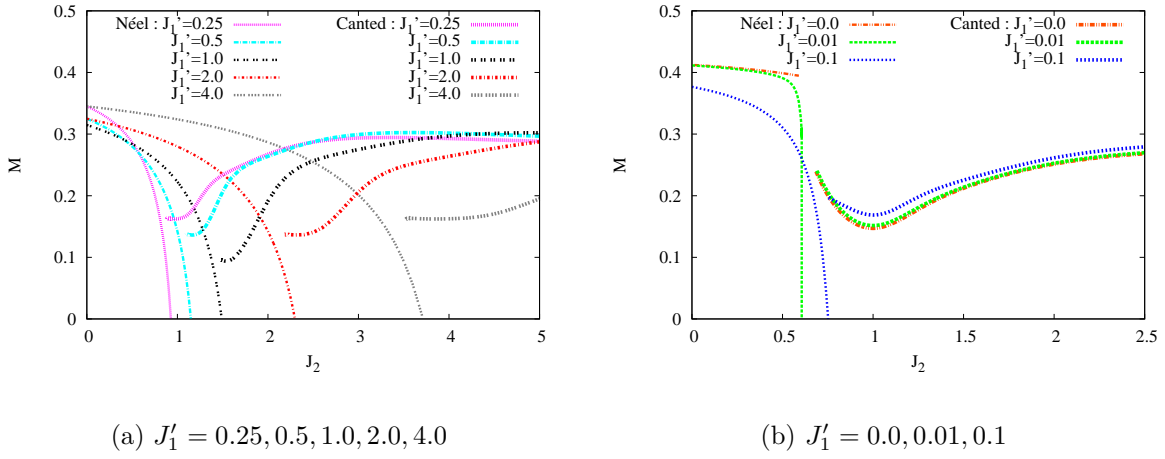 Néel : J1'=0.25
J1'=0.5
J1'=1.0
J1'=2.0
J1'=4.0
Canted : J1'=0.25
J1'=0.5
J1'=1.0
J1'=2.0
J1'=4.0
0.5
0.4
0.3
0.2
0.1
0
M
0 1 2 3 4 5
J2
(a) J′1 = 0.25, 0.5, 1.0, 2.0, 4.0
Néel : J1'=0.0
J1'=0.01
J1'=0.1
Canted : J1'=0.0
J1'=0.01
J1'=0.1
0.5
0.4
0.3
0.2
0.1
0
M
0 0.5 1 1.5 2 2.5
J2
(b) J′1 = 0.0, 0.01, 0.1